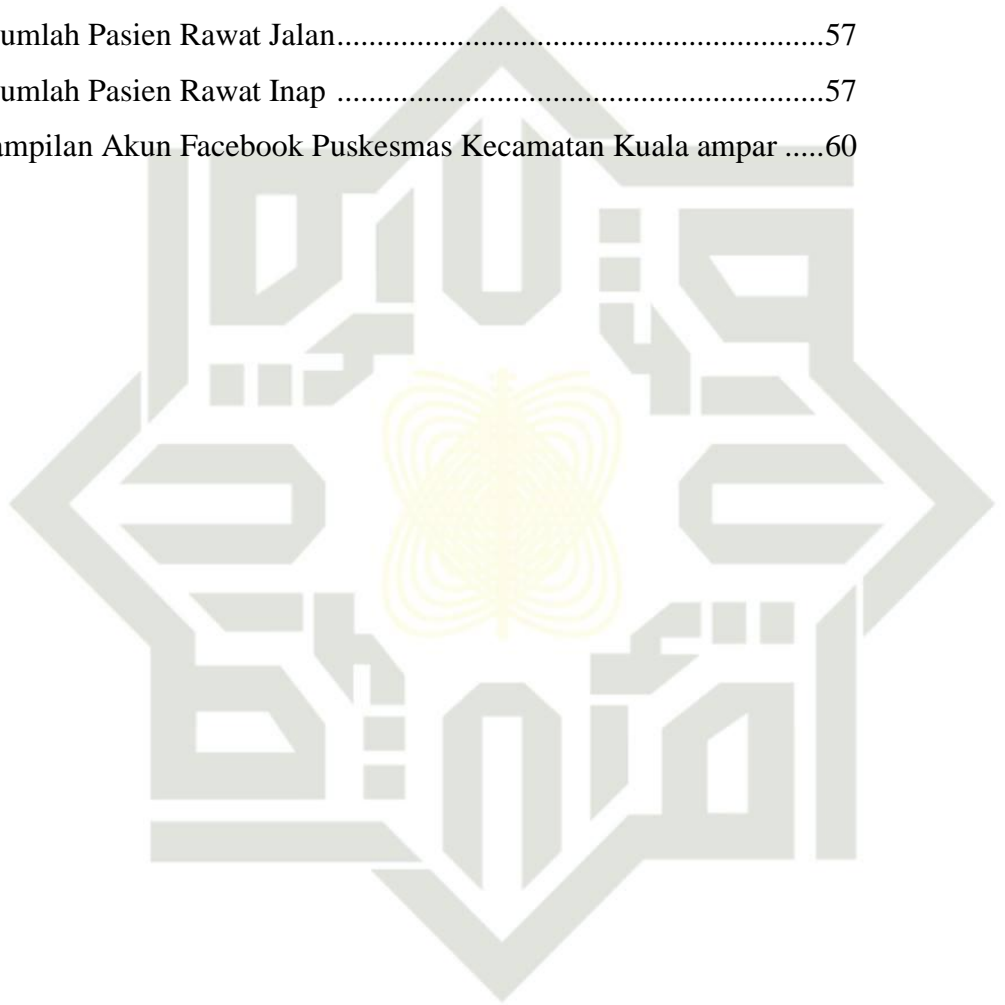 umlah Pasien Rawat Jalan.............................................................57
umlah Pasien Rawat Inap .............................................................57
ampilan Akun Facebook Puskesmas Kecamatan Kuala ampar .....60